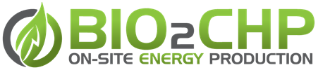 BIO2CHP
ON-SITE ENERGY PRODUCTION